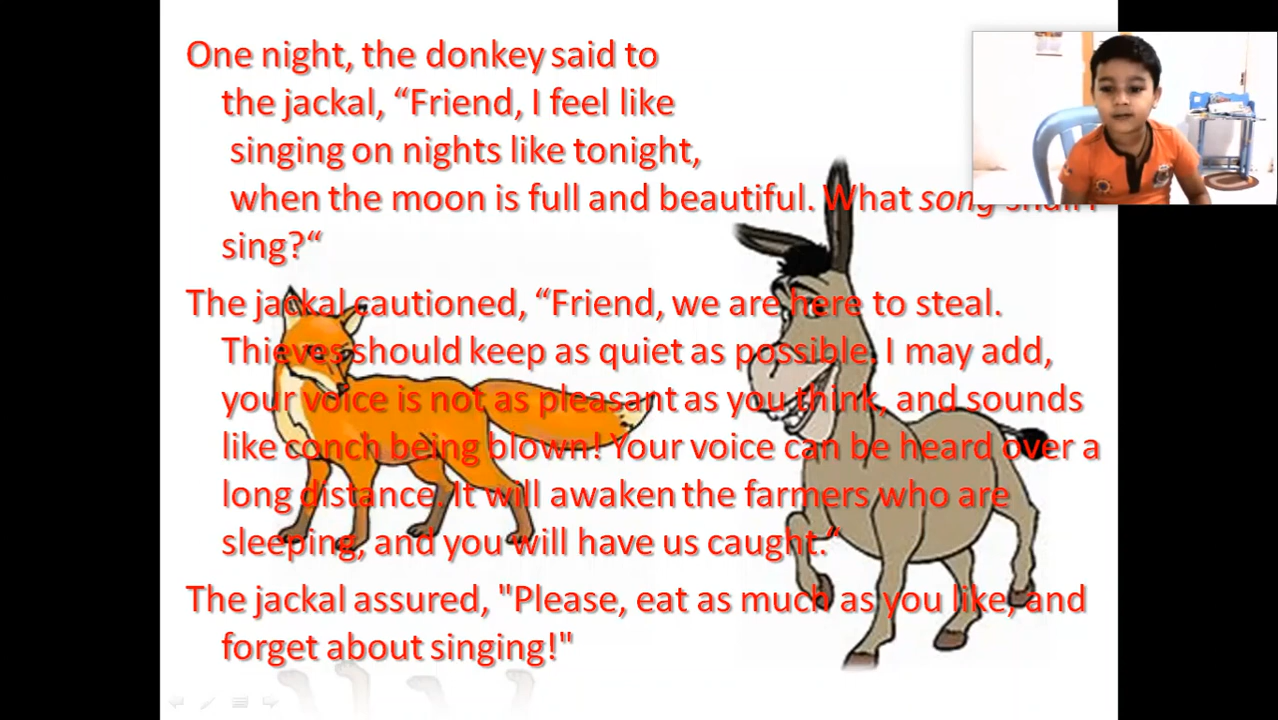 One night, the donkey said to
the jackal, “Friend, I feel like
singing on nights like tonight,
when the moon is full and beautiful. What song
sing?“
The jackal cautioned, “Friend, we are here to steal.
Thieves should keep as quiet as possible. I may add,
your voice is not as pleasant as you think, and sounds
like conch being blown! Your voice can be heard over a
long distance. It will awaken the farmers who are
sleeping, and you will have us caught.“
The jackal assured, "Please, eat as much as you like, and
forget about singing!"